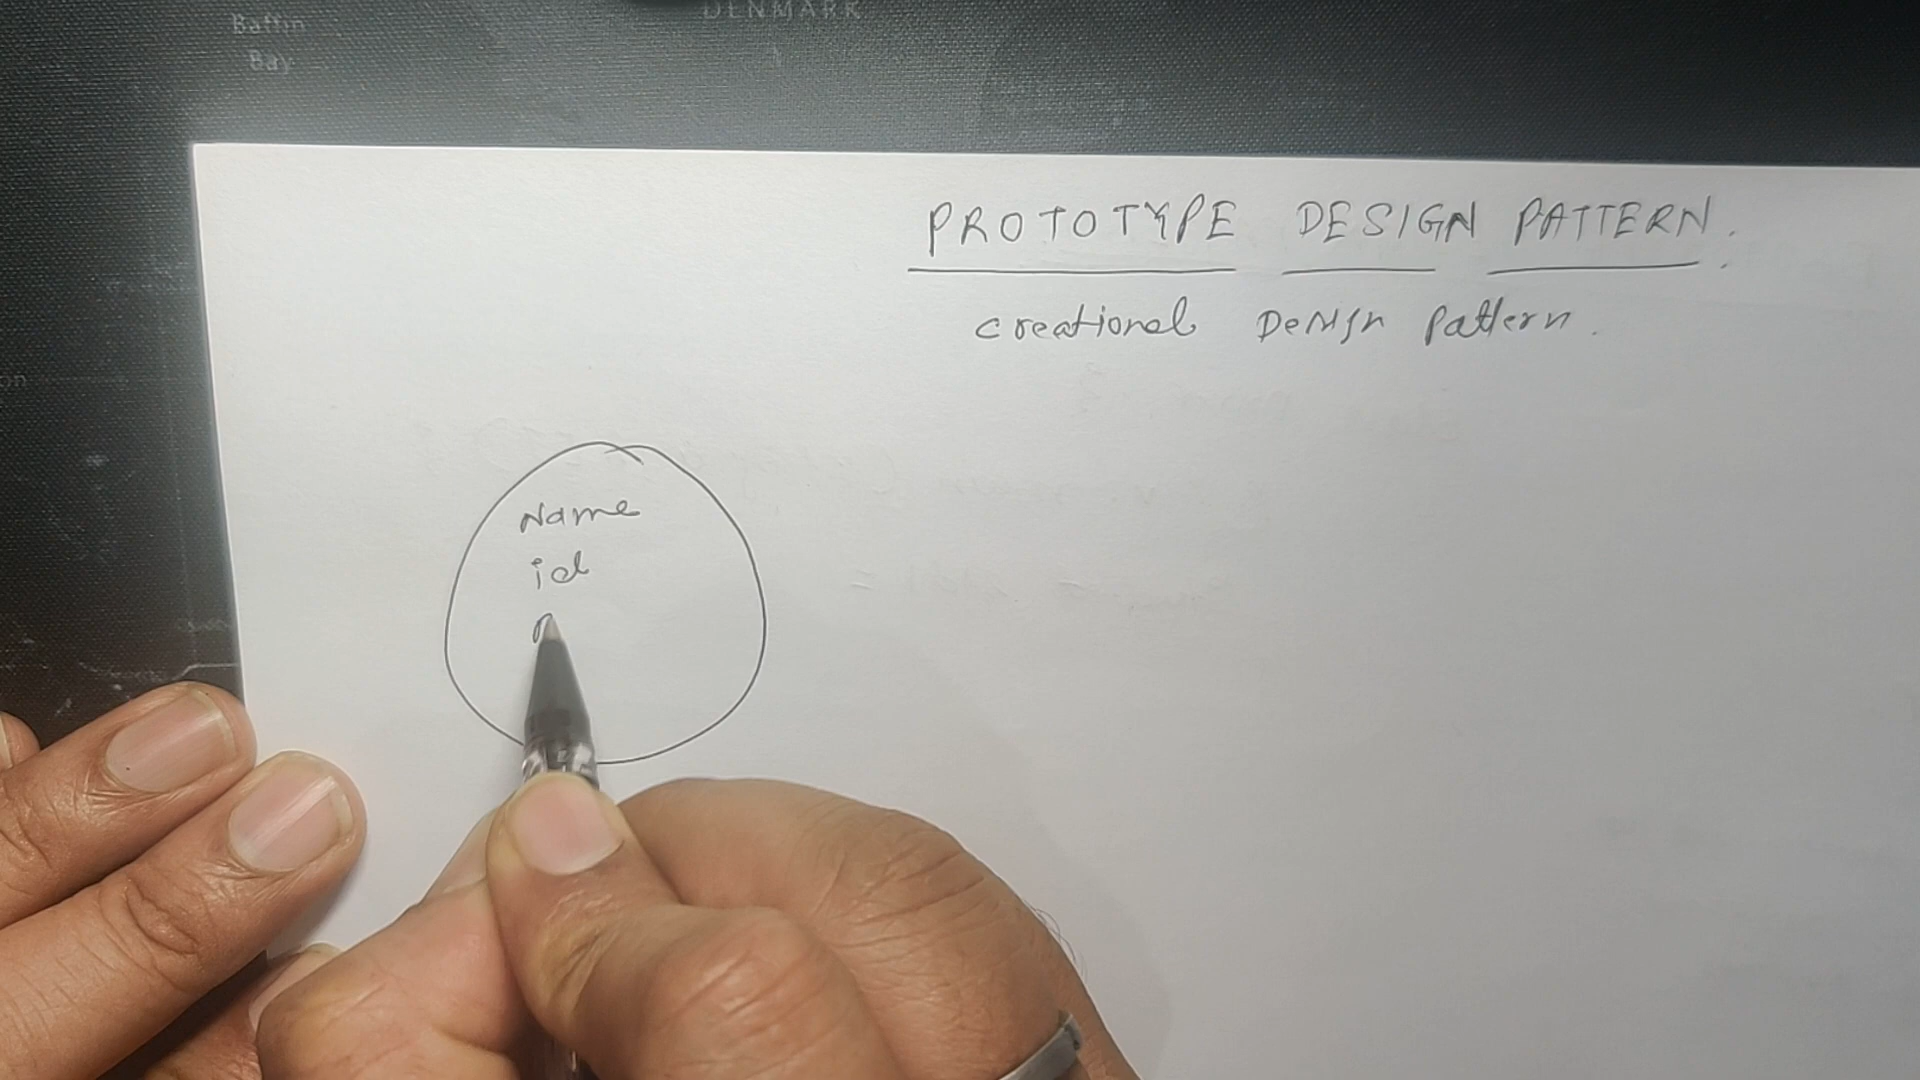 Baffin
Bay
DENMARK
PROTOTYPE DESIGN PATTERN.
creational Design Pattern.
Name
id